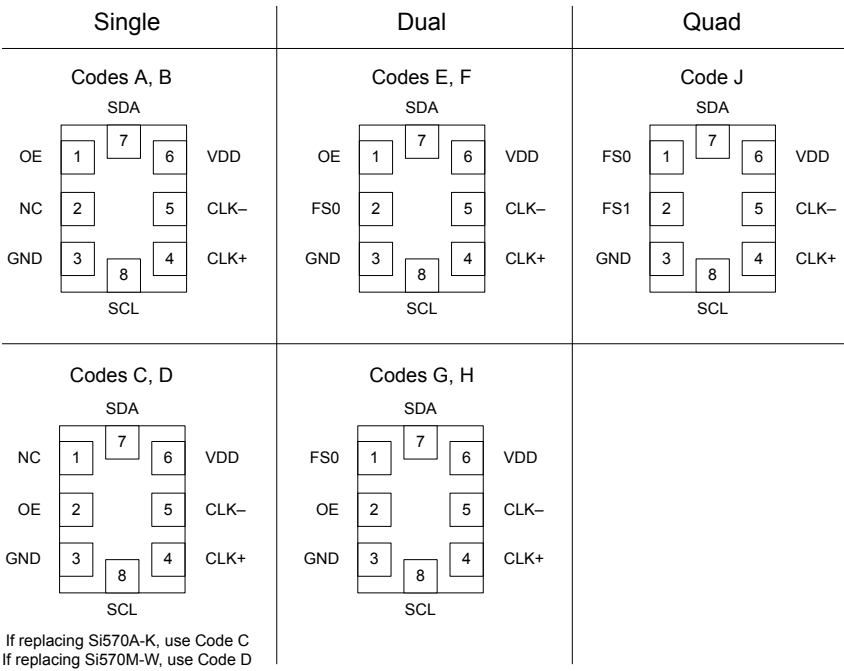 Single
Dual
Quad
Codes A, B
SDA
7
OE 1 6 VDD
NC 2 5 CLK–
GND 3 4 CLK+
8
SCL
Codes E, F
SDA
7
OE 1 6 VDD
FS0 2 5 CLK–
GND 3 4 CLK+
8
SCL
Code J
SDA
7
FS0 1 6 VDD
FS1 2 5 CLK–
GND 3 4 CLK+
8
SCL
Codes C, D
SDA
7
NC 1 6 VDD
OE 2 5 CLK–
GND 3 4 CLK+
8
SCL
If replacing Si570A-K, use Code C
If replacing Si570M-W, use Code D
Codes G, H
SDA
7
FS0 1 6 VDD
OE 2 5 CLK–
GND 3 4 CLK+
8
SCL